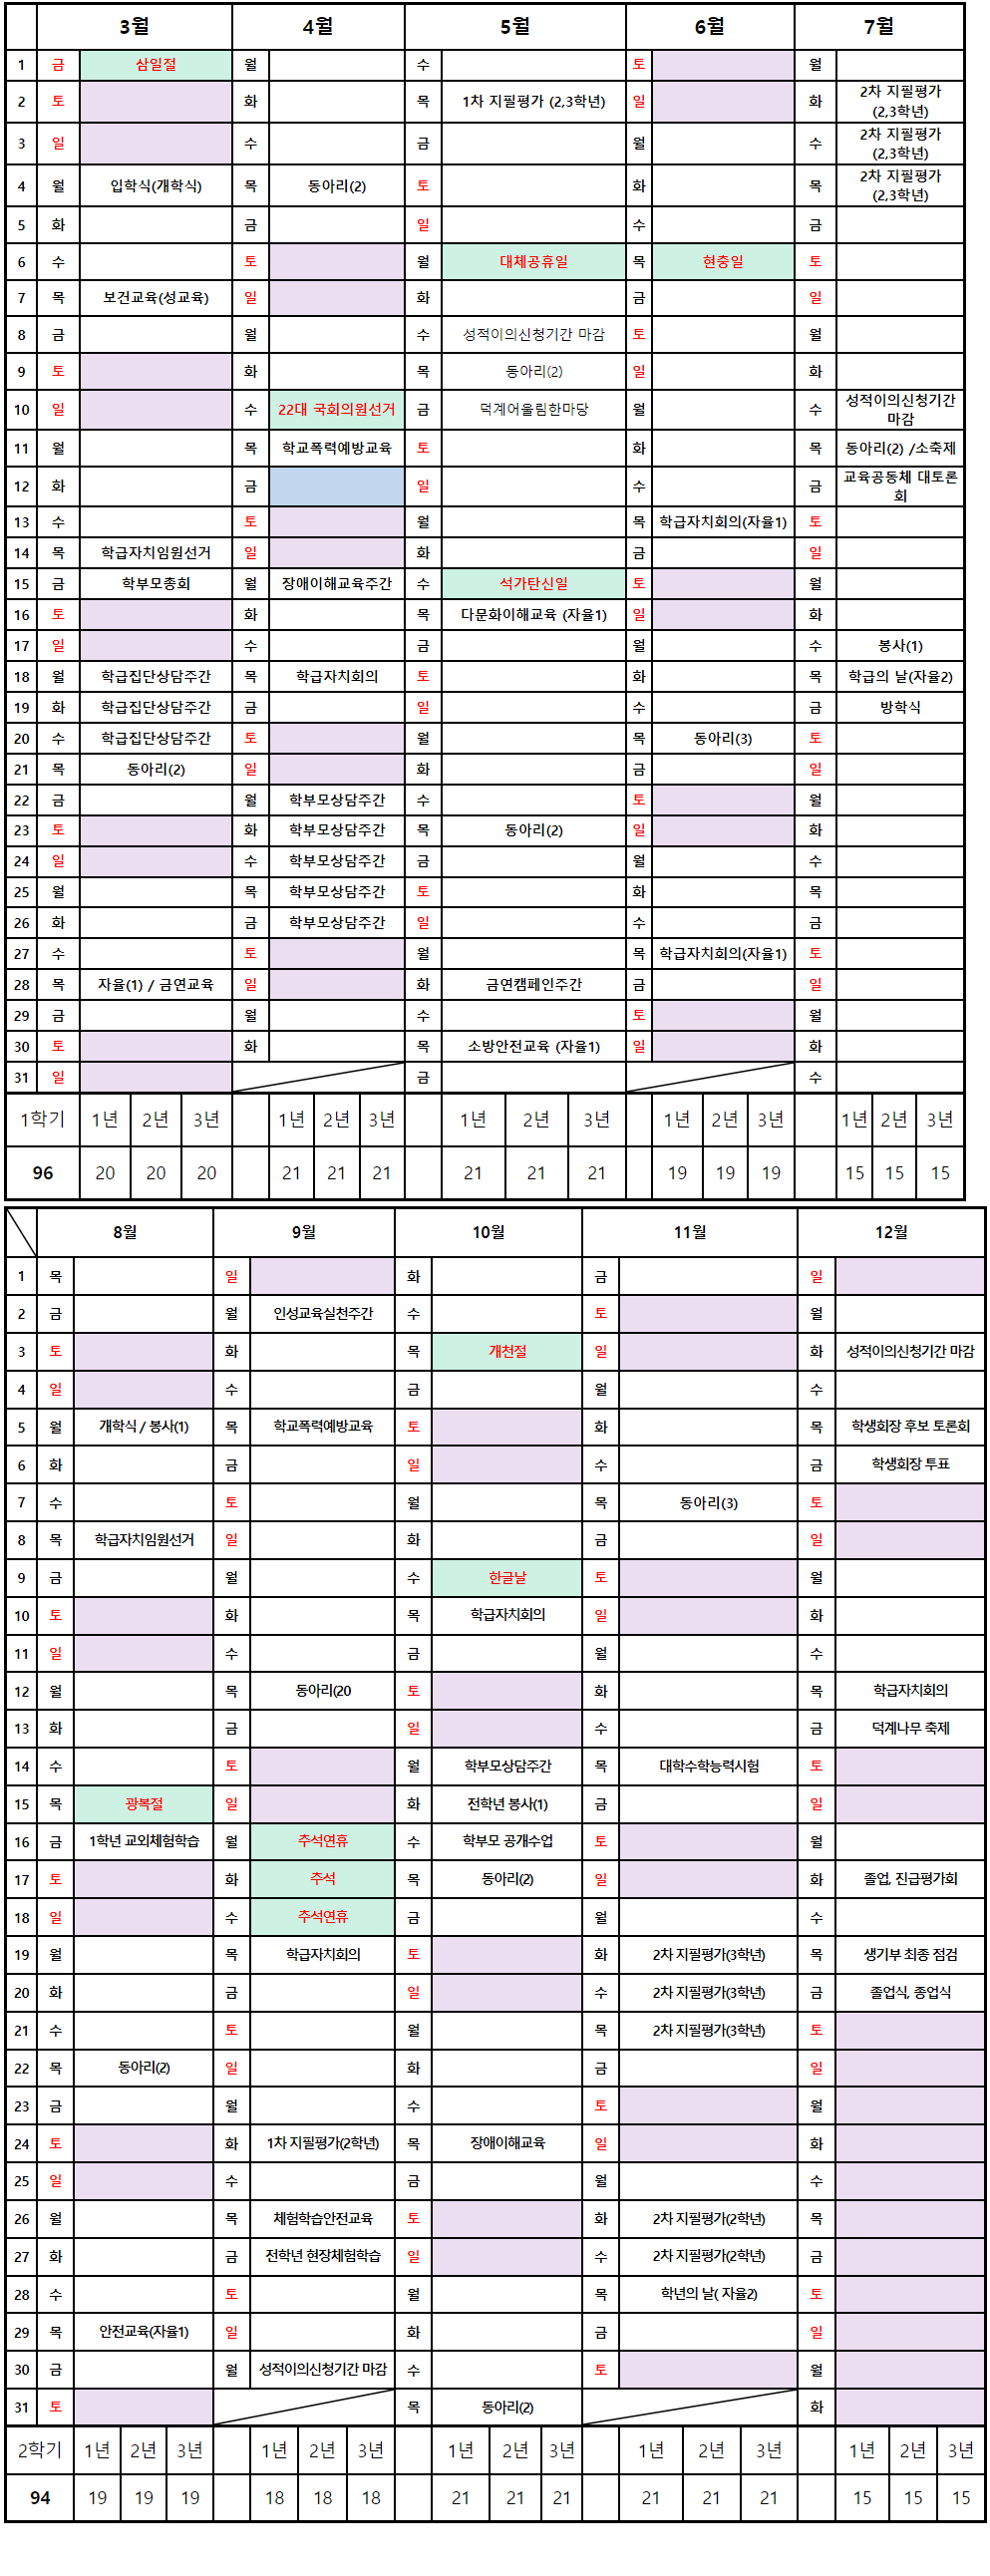 3월 4월 5월 6월 7월
1 금 삼일절 월 수 토 월
2 토 화 목 1차 지필평가 (2,3학년) 일 화 2차 지필평가
(2,3학년)
3 일 수 금 월 수 2차 지필평가
(2,3학년)
4 월 입학식(개학식) 목 동아리(2) 토 화 목 2차 지필평가
(2,3학년)
5 화 금 일 수 금
6 수 토 월 대체공휴일 목 현충일 토
7 목 보건교육(성교육) 일 화 금 일
8 금 월 수 성적이의신청기간 마감 토 월
9 토 화 목 동아리(2) 일 화
10 일 수 22대 국회의원선거 금 덕계어울림한마당 월 수 성적이의신청기간
마감
11 월 목 학교폭력예방교육 토 화 목 동아리(2) /소축제
12 화 금 일 수 금 교육공동체 대토론
회
13 수 토 월 목 학급자치회의(자율1) 토
14 목 학급자치임원선거 일 화 금 일
15 금 학부모총회 월 장애이해교육주간 수 석가탄신일 토 월
16 토 화 목 다문화이해교육 (자율1) 일 화
17 일 수 금 월 수 봉사(1)
18 월 학급집단상담주간 목 학급자치회의 토 화 목 학급의 날(자율2)
19 화 학급집단상담주간 금 일 수 금 방학식
20 수 학급집단상담주간 토 월 목 동아리(3) 토
21 목 동아리(2) 일 화 금 일
22 금 월 학부모상담주간 수 토 월
23 토 화 학부모상담주간 목 동아리(2) 일 화
24 일 수 학부모상담주간 금 월 수
25 월 목 학부모상담주간 토 화 목
26 화 금 학부모상담주간 일 수 금
27 수 토 월 목 학급자치회의(자율1) 토
28 목 자율(1) / 금연교육 일 화 금연캠페인주간 금 일
29 금 월 수 토 월
30 토 화 목 소방안전교육 (자율1) 일 화
31 일 금 수
1학기 1년 2년 3년 1년 2년 3년 1년 2년 3년 1년 2년 3년 1년 2년 3년
96 20 20 20 21 21 21 21 21 21 19 19 19 15 15 15
8월 9월 10월 11월 12월
1 목 일 화 금 일
2 금 월 인성교육실천주간 수 토 월
3 토 화 목 개천절 일 화 성적이의신청기간 마감
4 일 수 금 월 수
5 월 개학식 / 봉사(1) 목 학교폭력예방교육 토 화 목 학생회장 후보 토론회
6 화 금 일 수 금 학생회장 투표
7 수 토 월 목 동아리(3) 토
8 목 학급자치임원선거 일 화 금 일
9 금 월 수 한글날 토 월
10 토 화 목 학급자치회의 일 화
11 일 수 금 월 수
12 월 목 동아리(20 토 화 목 학급자치회의
13 화 금 일 수 금 덕계나무 축제
14 수 토 월 학부모상담주간 목 대학수학능력시험 토
15 목 광복절 일 화 전학년 봉사(1) 금 일
16 금 1학년 교외체험학습 월 추석연휴 수 학부모 공개수업 토 월
17 토 화 추석 목 동아리(2) 일 화 졸업, 진급평가회
18 일 수 추석연휴 금 월 수
19 월 목 학급자치회의 토 화 2차 지필평가(3학년) 목 생기부 최종 점검
20 화 금 일 수 2차 지필평가(3학년) 금 졸업식, 종업식
21 수 토 월 목 2차 지필평가(3학년) 토
22 목 동아리(2) 일 화 금 일
23 금 월 수 토 월
24 토 화 1차 지필평가(2학년) 목 장애이해교육 일 화
25 일 수 금 월 수
26 월 목 체험학습안전교육 토 화 2차 지필평가(2학년) 목
27 화 금 전학년 현장체험학습 일 수 2차 지필평가(2학년) 금
28 수 토 월 목 학년의 날( 자율2) 토
29 목 안전교육(자율1) 일 화 금 일
30 금 월 성적이의신청기간 마감 수 토 월
31 토 목 동아리(2) 화
2학기 1년 2년 3년 1년 2년 3년 1년 2년 3년 1년 2년 3년 1년 2년 3년
94 19 19 19 18 18 18 21 21 21 21 21 21 15 15 15